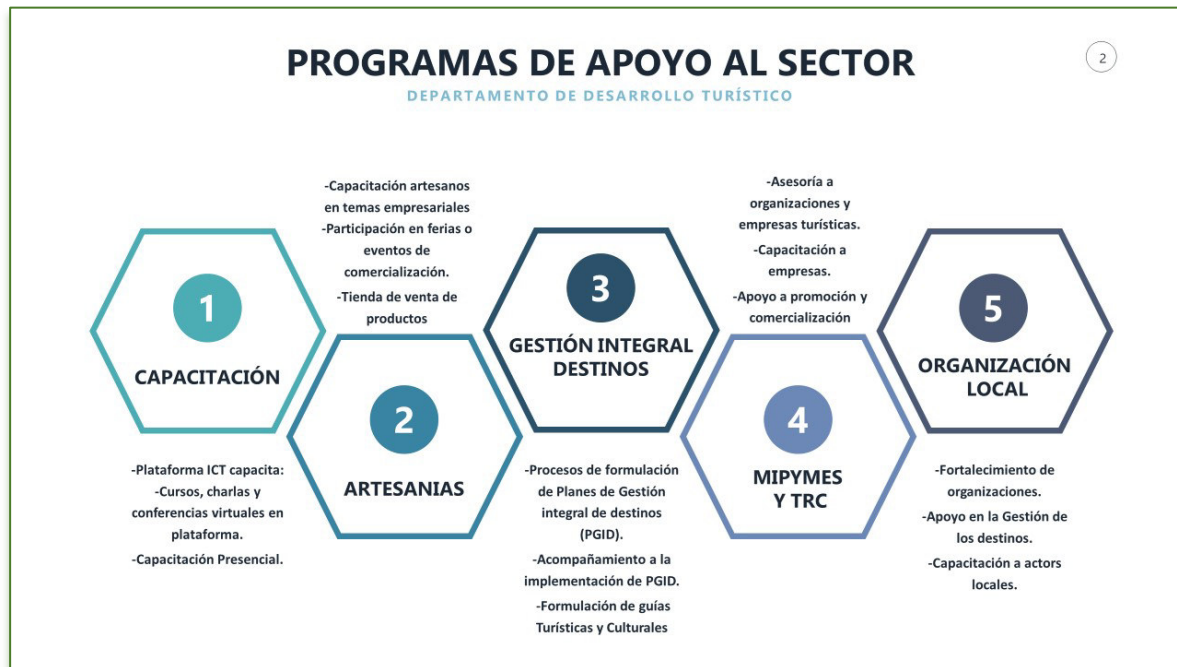 PROGRAMAS DE APOYO AL SECTOR
2
DEPARTAMENTO DE DESARROLLO TURÍSTICO
1
CAPACITACIÓN
-Plataforma ICT capacita:
-Cursos, charlas y
conferencias virtuales en
plataforma.
-Capacitación Presencial.
-Capacitación artesanos
en temas empresariales
-Participación en ferias o
eventos de
comercialización.
-Tienda de venta de
productos
2
ARTESANIAS
3
GESTIÓN INTEGRAL
DESTINOS
-Procesos de formulación
de Planes de Gestión
integral de destinos
(PGID).
-Acompañamiento a la
implementación de PGID.
-Formulación de guías
Turísticas y Culturales
-Asesoría a
organizaciones y
empresas turísticas.
-Capacitación a
empresas.
-Apoyo a promoción y
comercialización
4
MIPYMES
Y TRC
5
ORGANIZACIÓN
LOCAL
-Fortalecimiento de
organizaciones.
-Apoyo en la Gestión de
los destinos.
-Capacitación a actors
locales.